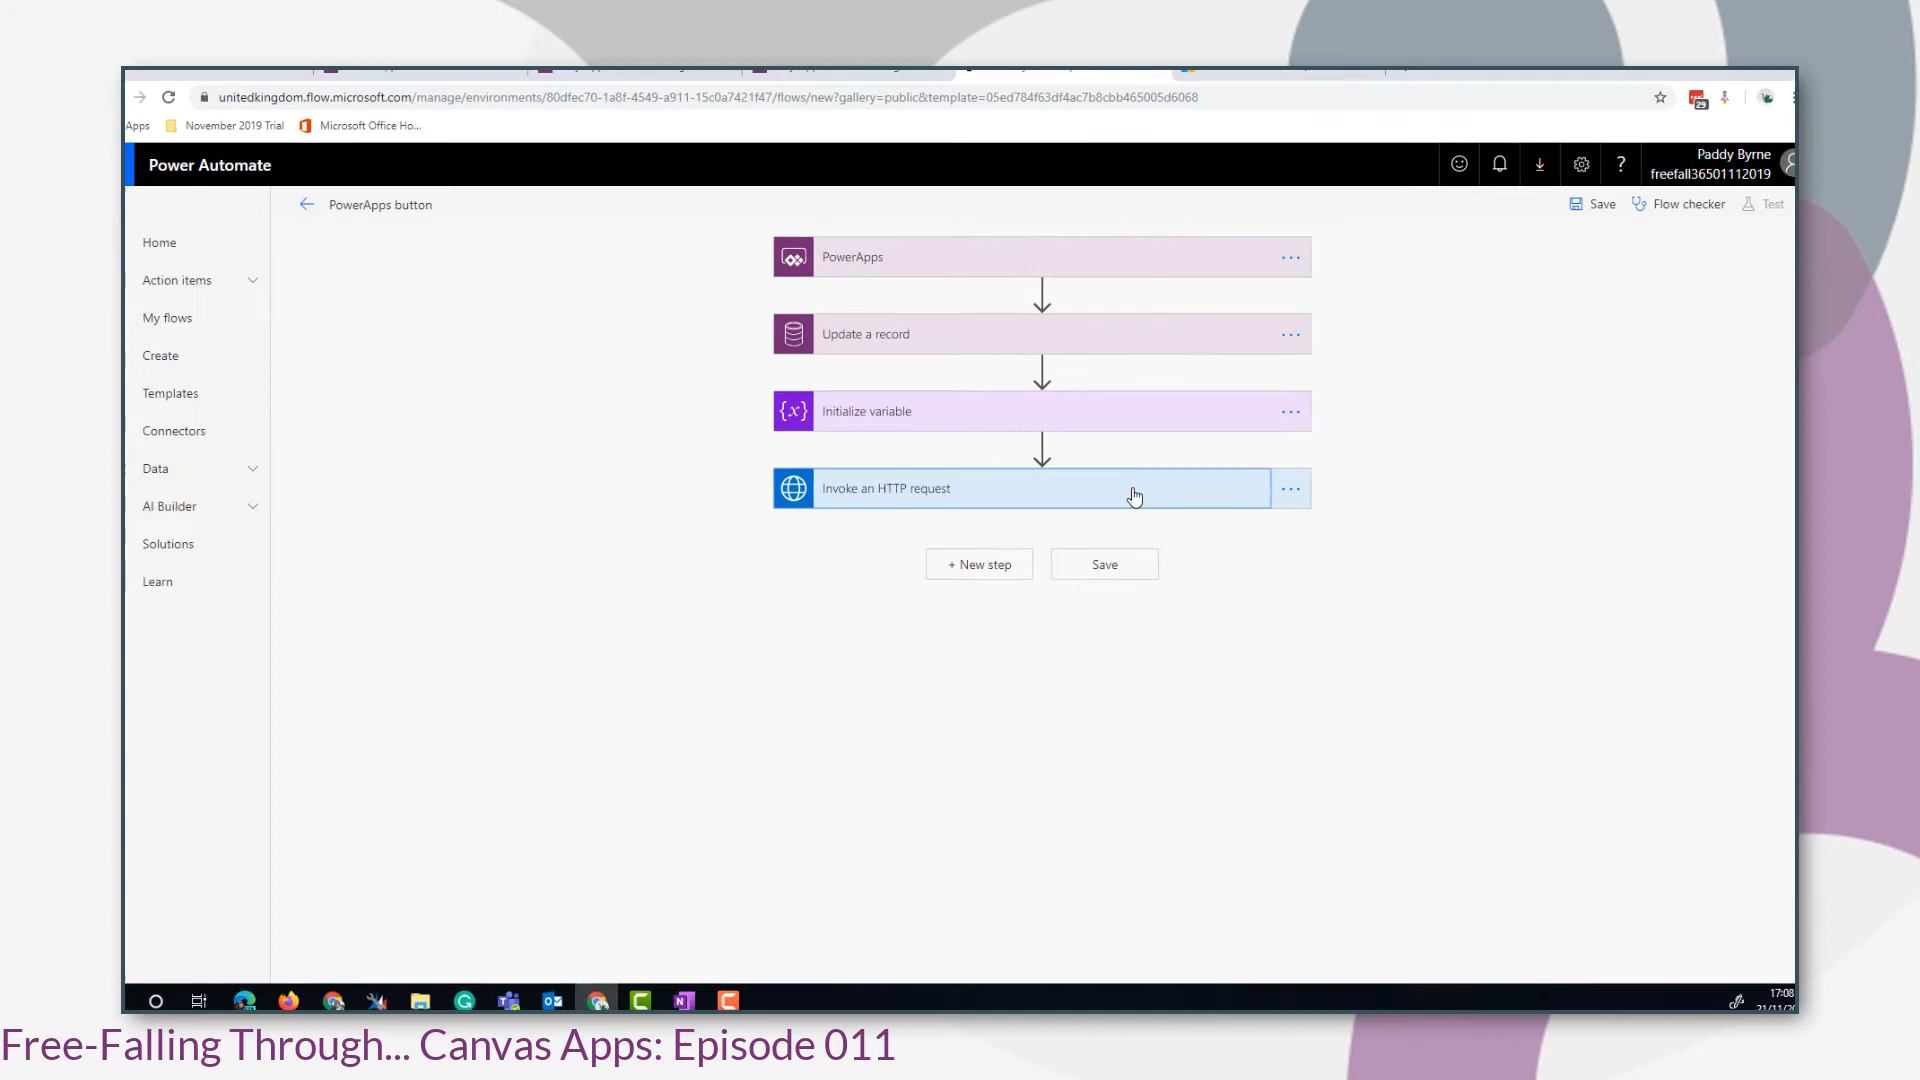 unitedkingdom.flow.microsoft.com/manage/environments/80dfec70-1a8f-4549-a911-15c0a7421f47/flows/new?gallery=public&template=05ed784f63df4ac7b8cbb465005d6068
29
Apps November 2019 Trial Microsoft Office Ho...
Power Automate
Paddy Byrne
freefall36501112019
PowerApps button
Save Flow checker Test
Home
Action items
My flows
Create
Templates
Connectors
Data
AI Builder
Solutions
Learn
PowerApps
Update a record
Initialize variable
Invoke an HTTP request
+ New step
Save
17:08
Free-Falling Through... Canvas Apps: Episode 011